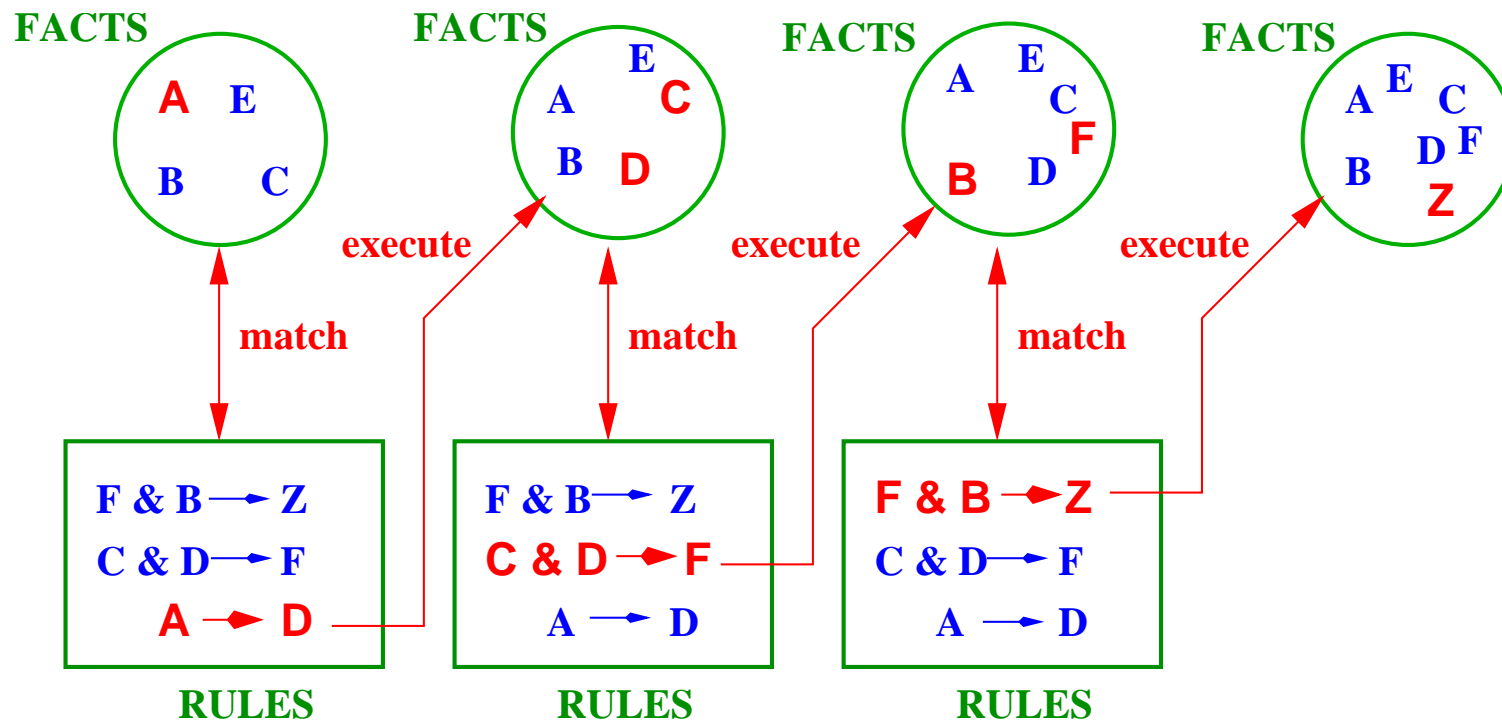 FACTS
A E
B C
match
F & B → Z
C & D → F
A → D
RULES
execute
FACTS
E
A C
B D
match
F & B → Z
C & D → F
A → D
RULES
execute
FACTS
E
A C
F
B D
match
F & B → Z
C & D → F
A → D
RULES
execute
FACTS
E
A C
D F
B
Z